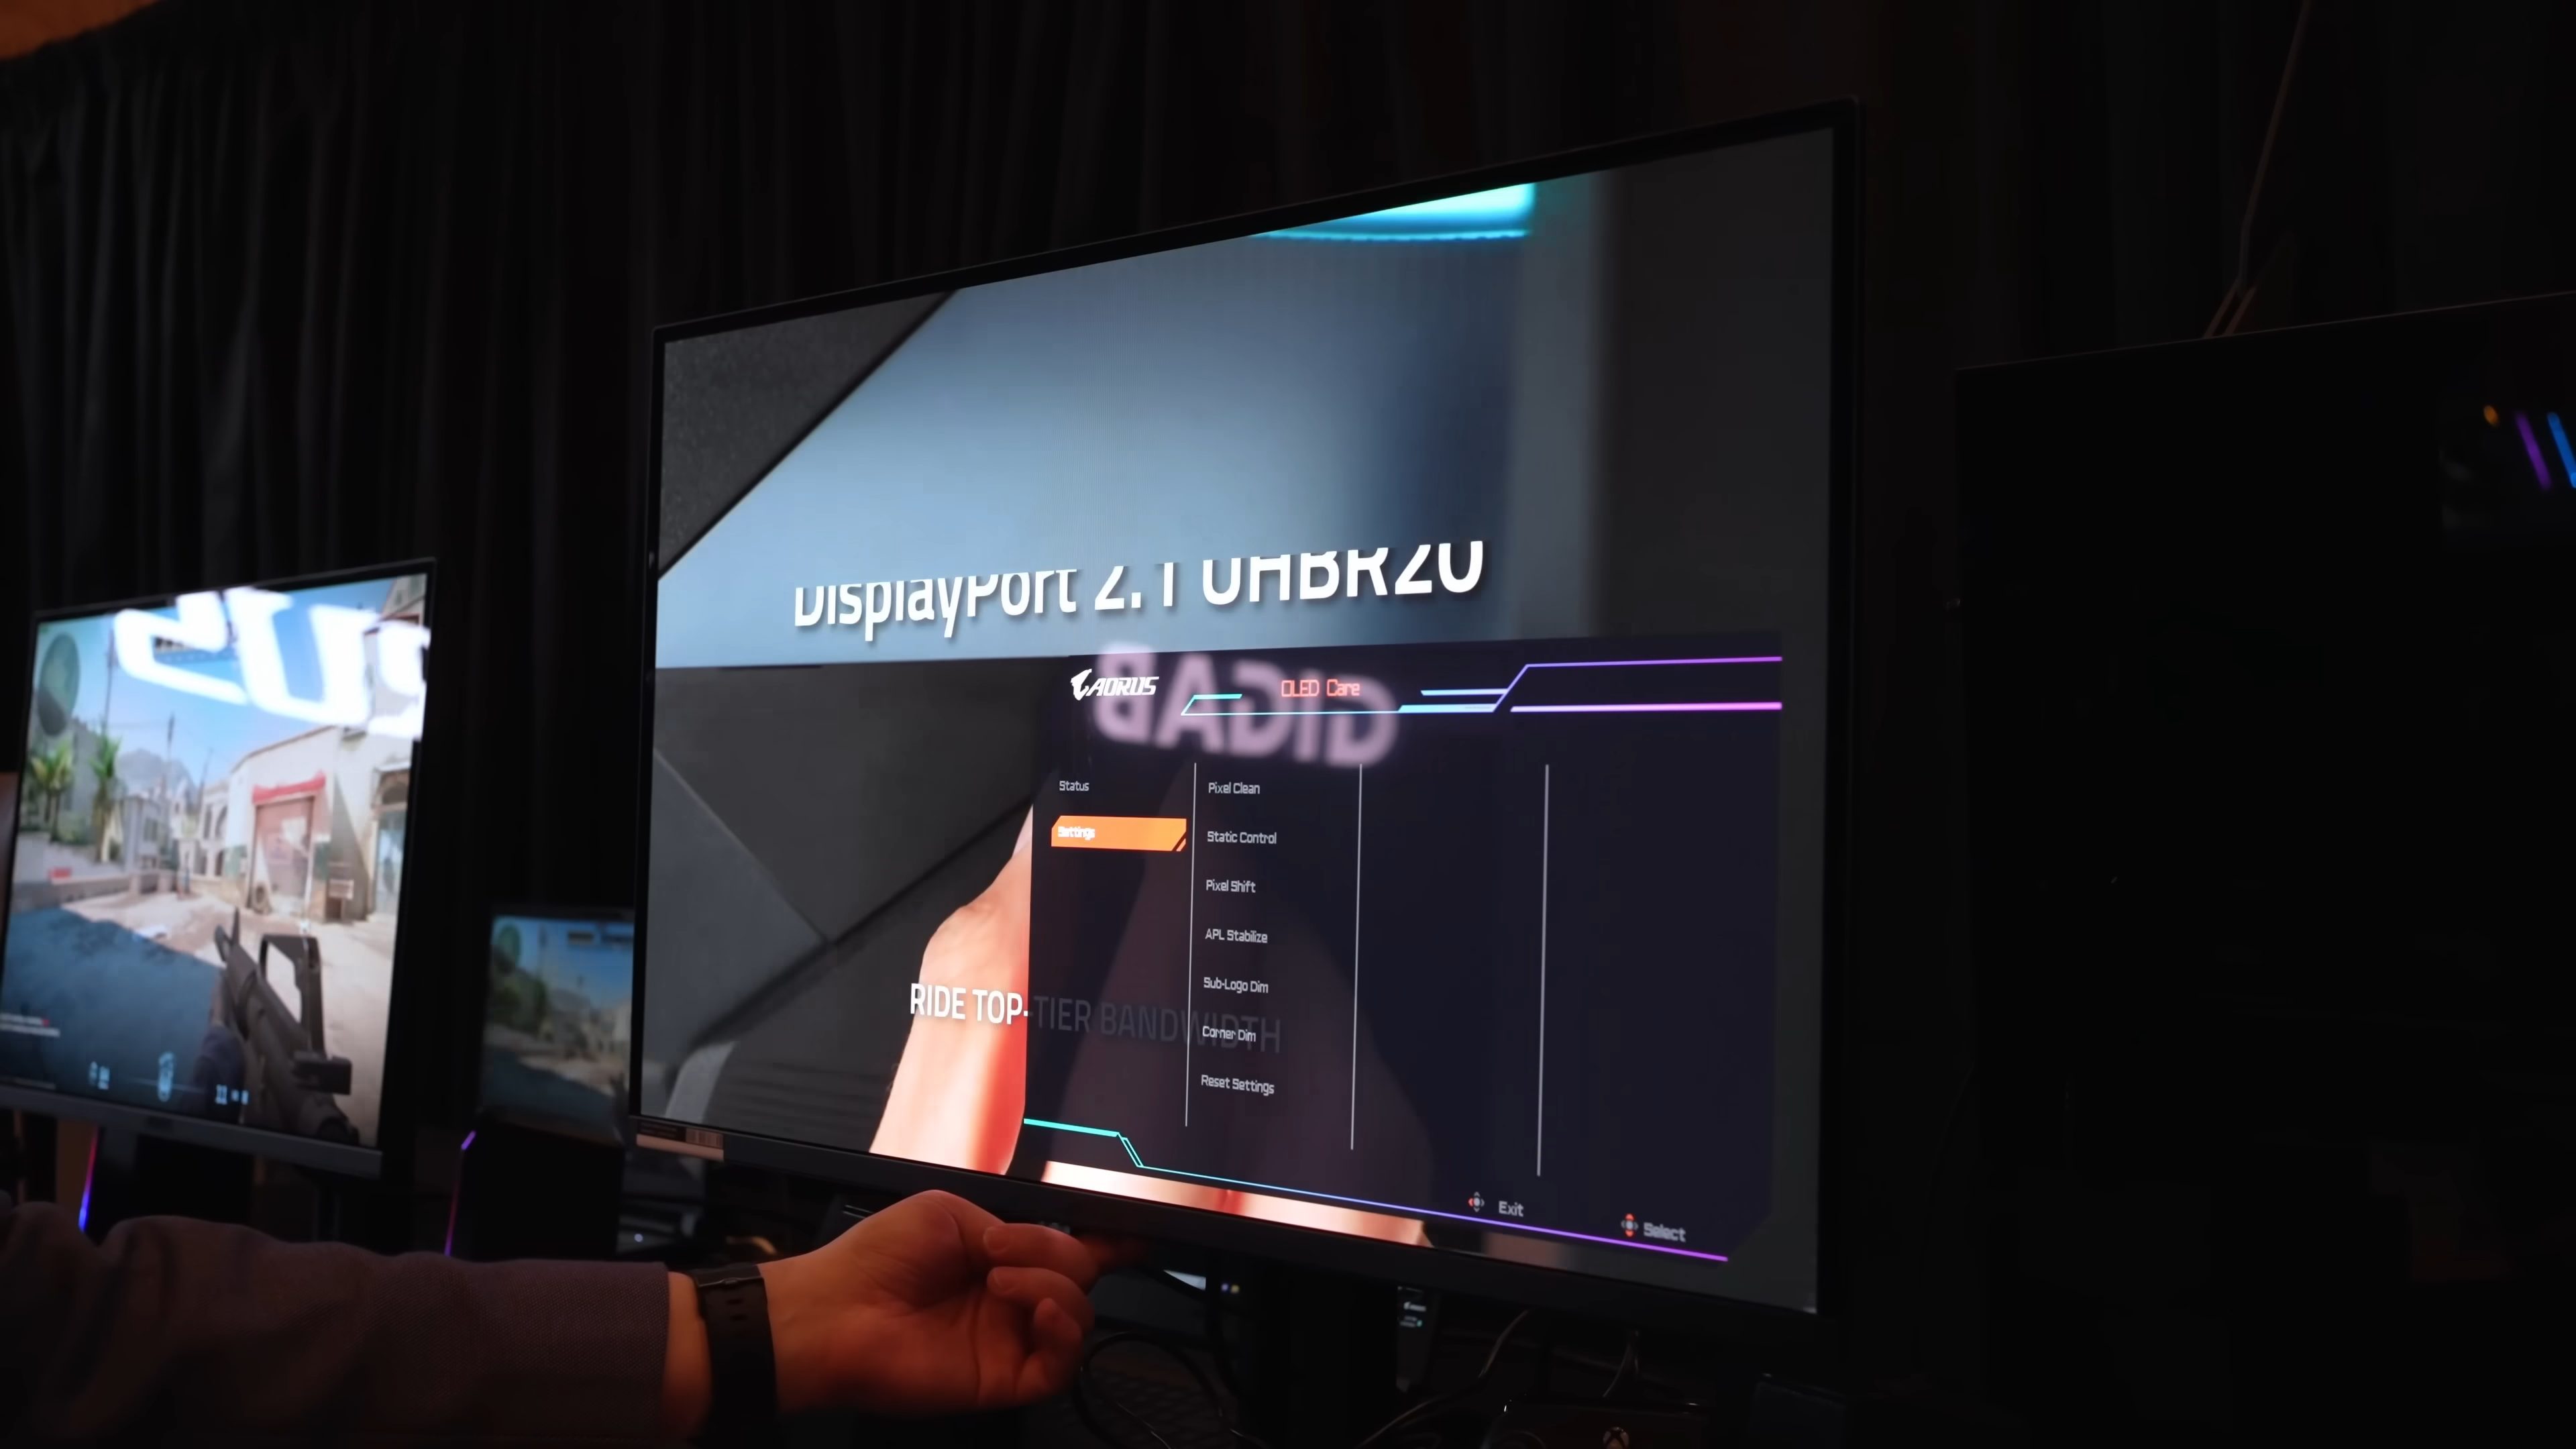 DisplayPort 2.1 UHBR20
AORUS
OLED Care
GIGAB
Status
Settings
Pixel Clean
Static Control
Pixel Shift
APL Stabilize
Sub-Logo Dim
Corner Dim
Reset Settings
RIDE TOP-TIER BANDWIDTH
Exit
Select